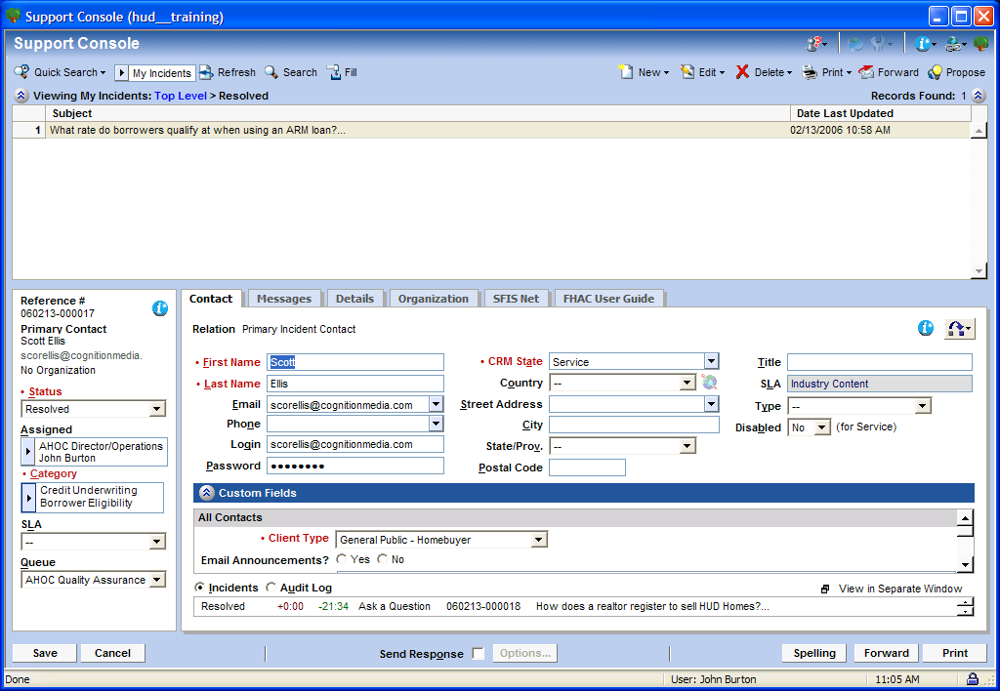 Support Console (hud__training)
Support Console
Quick Search My Incidents Refresh Search Fill New Edit Delete Print Forward Propose
Viewing My Incidents: Top Level > Resolved Records Found: 1
Subject Date Last Updated
1 What rate do borrowers qualify at when using an ARM loan?... 02/13/2006 10:58 AM
Reference #
060213-000017
Primary Contact
Scott Ellis
scorellis@cognitionmedia.
No Organization
• Status
Resolved
Assigned
AHOC Director/Operations
John Burton
• Category
Credit Underwriting
Borrower Eligibility
SLA
--
Queue
AHOC Quality Assurance
Contact Messages Details Organization SFIS Net FHAC User Guide
Relation Primary Incident Contact
• First Name Scott
• Last Name Ellis
Email scorellis@cognitionmedia.com
Phone
Login scorellis@cognitionmedia.com
Password ••••••••
• CRM State Service
Country --
Street Address
City
State/Prov. --
Postal Code
Title
SLA Industry Content
Type --
Disabled No (for Service)
Custom Fields
All Contacts
• Client Type General Public - Homebuyer
Email Announcements? Yes No
Incidents Audit Log View in Separate Window
Resolved +0:00 -21:34 Ask a Question 060213-000018 How does a realtor register to sell HUD Homes?...
Save Cancel Send Response Options... Spelling Forward Print
Done User: John Burton 11:05 AM